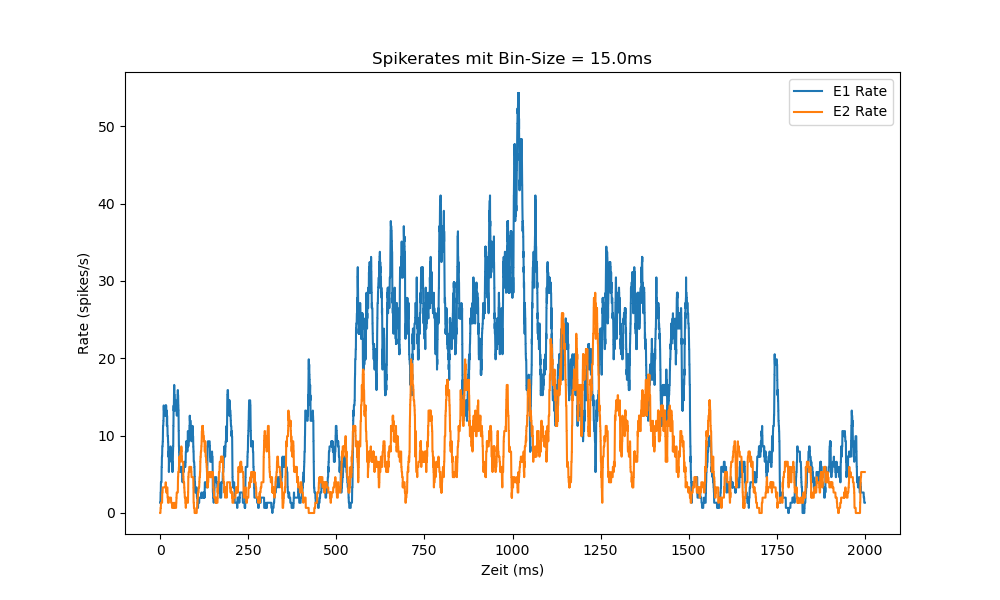 Spikerates mit Bin-Size = 15.0ms
E1 Rate
E2 Rate
50
40
30
20
10
0
Rate (spikes/s)
0 250 500 750 1000 1250 1500 1750 2000
Zeit (ms)